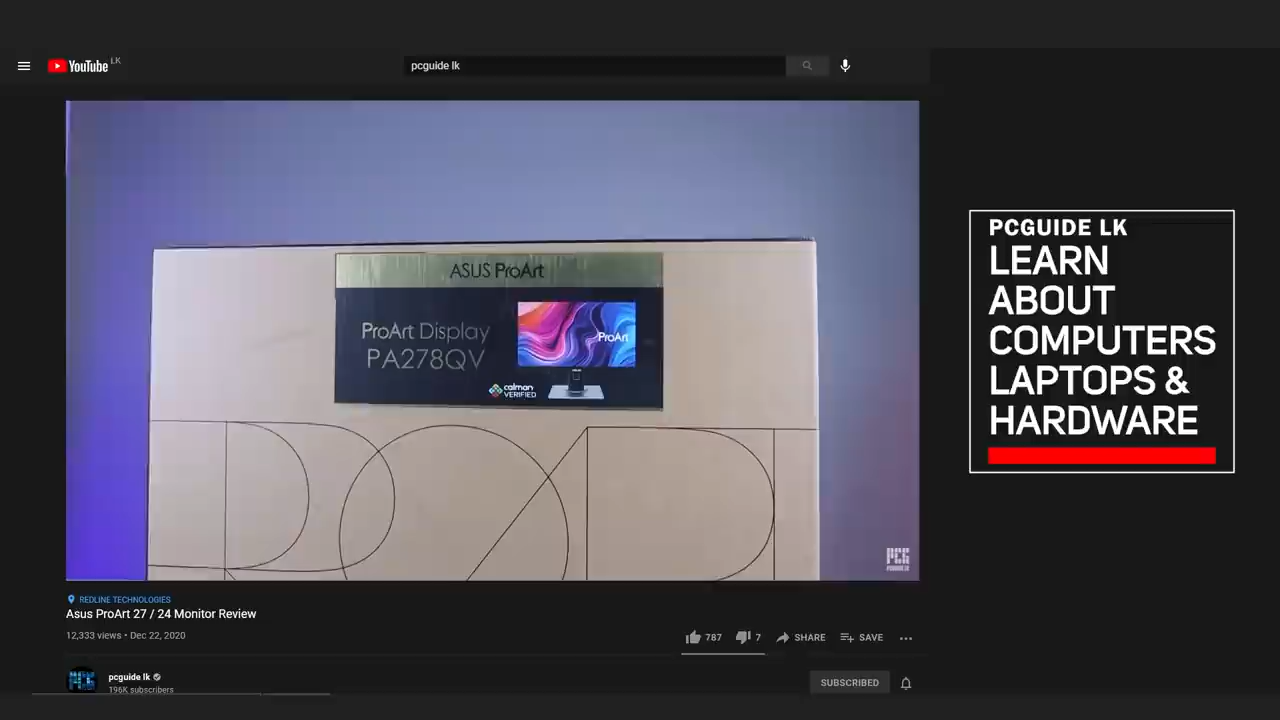 YouTube LK
pcguide lk
ASUS ProArt
ProArt Display
PA278QV
ProArt
calman
VERIFIED
PCG
PCGUIDE LK
LEARN
ABOUT
COMPUTERS
LAPTOPS &
HARDWARE
REDLINE TECHNOLOGIES
Asus ProArt 27 / 24 Monitor Review
12,333 views • Dec 22, 2020
787
7
SHARE
SAVE
pcguide lk
196K subscribers
SUBSCRIBED